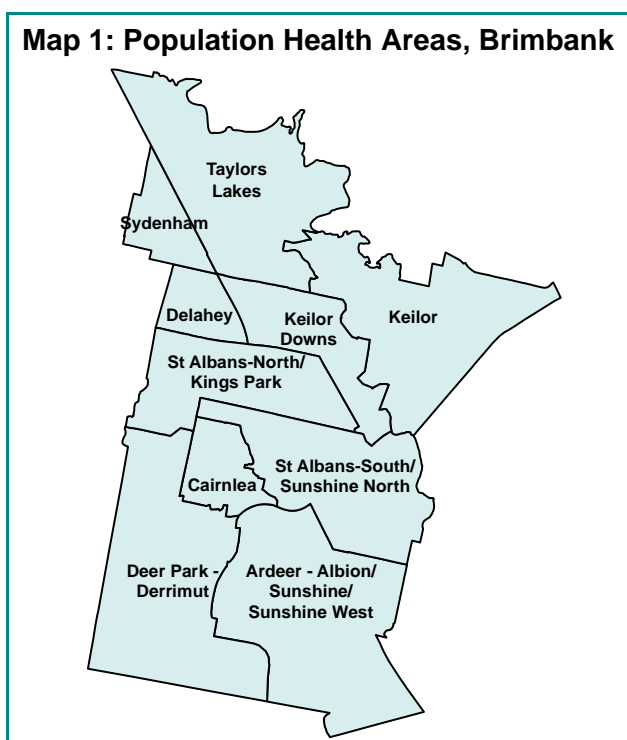 Map 1: Population Health Areas, Brimbank
Taylors
Lakes
Sydenham
Delahey
Keilor
Downs
Keilor
St Albans-North/
Kings Park
St Albans-South/
Sunshine North
Cairnlea
Deer Park -
Derrimut
Ardeer - Albion/
Sunshine/
Sunshine West